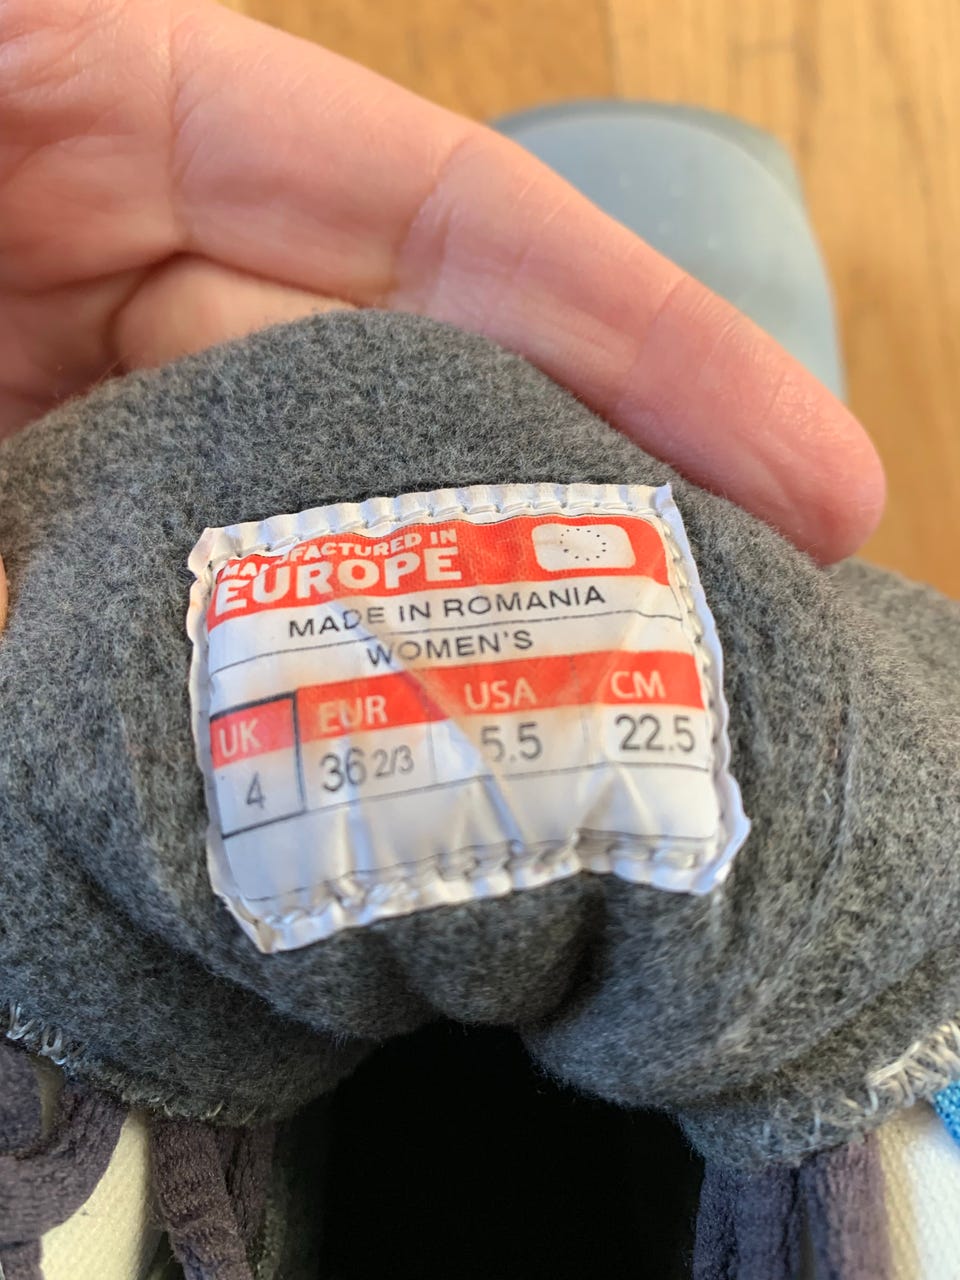 MANUFACTURED IN
EUROPE
MADE IN ROMANIA
WOMEN'S
UK EUR USA CM
4 36 2/3 5.5 22.5